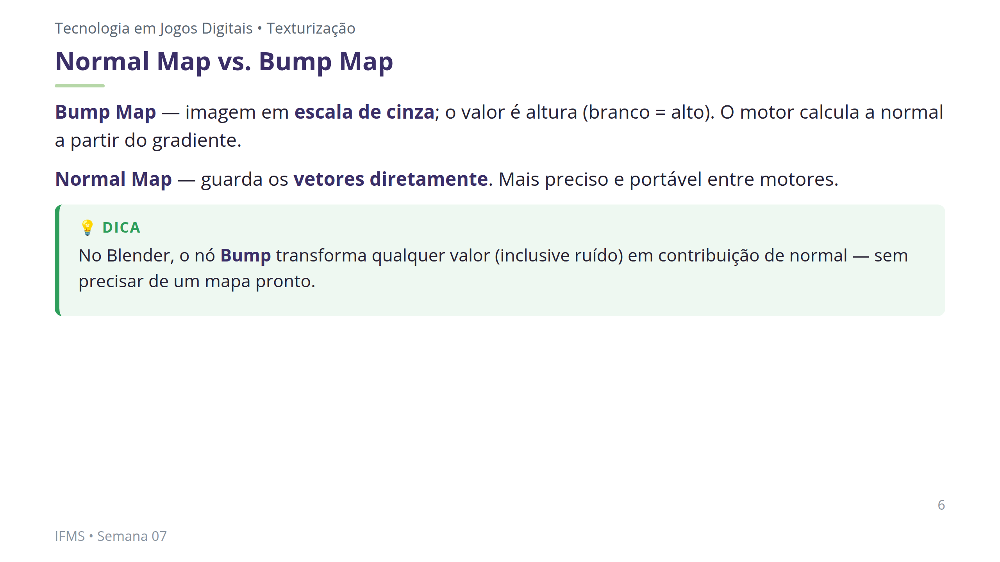 Tecnologia em Jogos Digitais • Texturização
Normal Map vs. Bump Map
Bump Map — imagem em escala de cinza; o valor é altura (branco = alto). O motor calcula a normal
a partir do gradiente.
Normal Map — guarda os vetores diretamente. Mais preciso e portável entre motores.
💡 DICA
No Blender, o nó Bump transforma qualquer valor (inclusive ruído) em contribuição de normal — sem
precisar de um mapa pronto.
6
IFMS • Semana 07